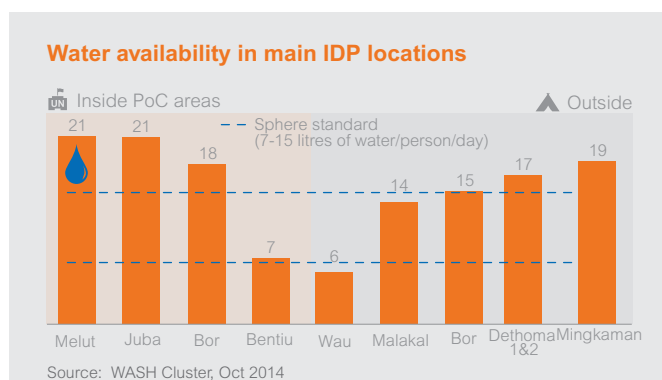 Water availability in main IDP locations
UN Inside PoC areas
Outside
Sphere standard
(7-15 litres of water/person/day)
21 21 18 7 6 14 15 17 19
Melut Juba Bor Bentiu Wau Malakal Bor Dethoma Mingkaman
1&2
Source: WASH Cluster, Oct 2014